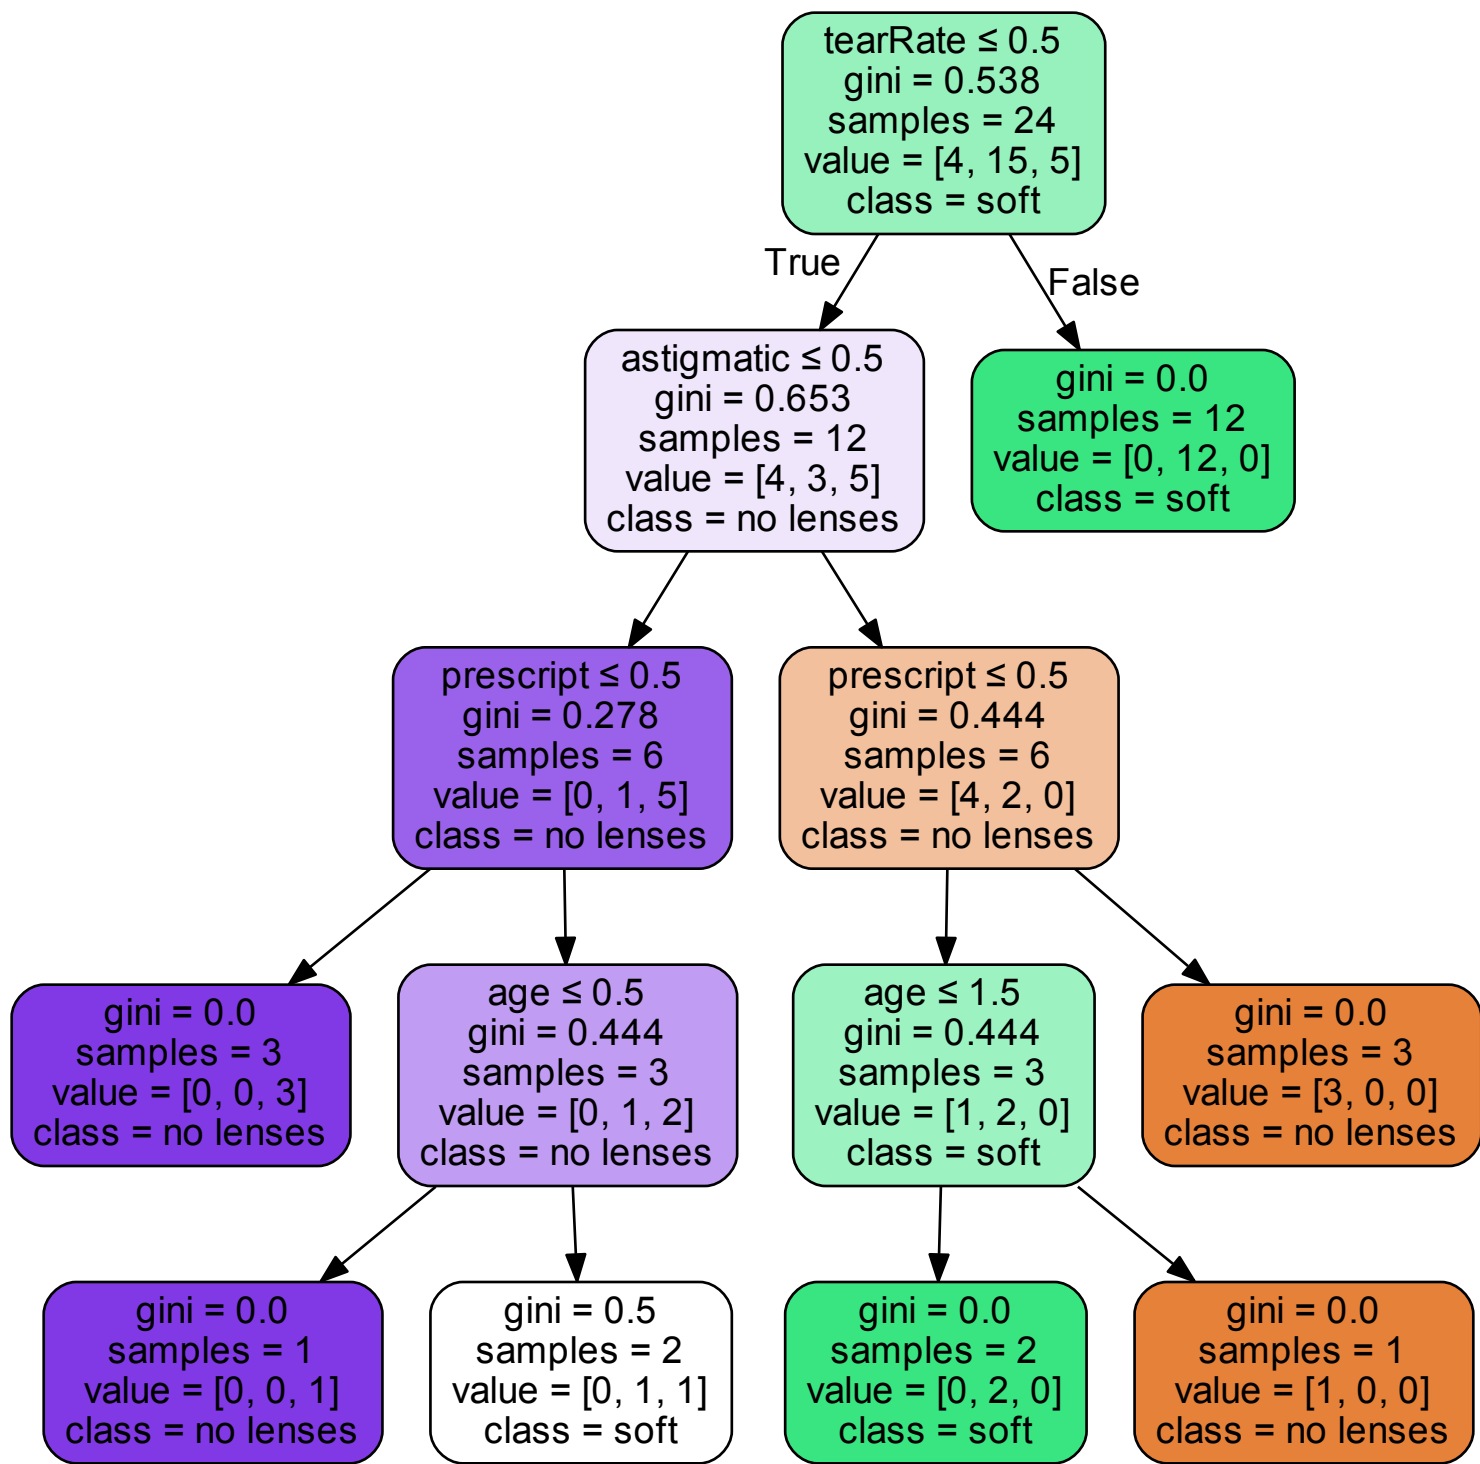 tearRate ≤ 0.5
gini = 0.538
samples = 24
value = [4, 15, 5]
class = soft
True
False
astigmatic ≤ 0.5
gini = 0.653
samples = 12
value = [4, 3, 5]
class = no lenses
gini = 0.0
samples = 12
value = [0, 12, 0]
class = soft
prescript ≤ 0.5
gini = 0.278
samples = 6
value = [0, 1, 5]
class = no lenses
prescript ≤ 0.5
gini = 0.444
samples = 6
value = [4, 2, 0]
class = no lenses
gini = 0.0
samples = 3
value = [0, 0, 3]
class = no lenses
age ≤ 0.5
gini = 0.444
samples = 3
value = [0, 1, 2]
class = no lenses
age ≤ 1.5
gini = 0.444
samples = 3
value = [1, 2, 0]
class = soft
gini = 0.0
samples = 3
value = [3, 0, 0]
class = no lenses
gini = 0.0
samples = 1
value = [0, 0, 1]
class = no lenses
gini = 0.5
samples = 2
value = [0, 1, 1]
class = soft
gini = 0.0
samples = 2
value = [0, 2, 0]
class = soft
gini = 0.0
samples = 1
value = [1, 0, 0]
class = no lenses